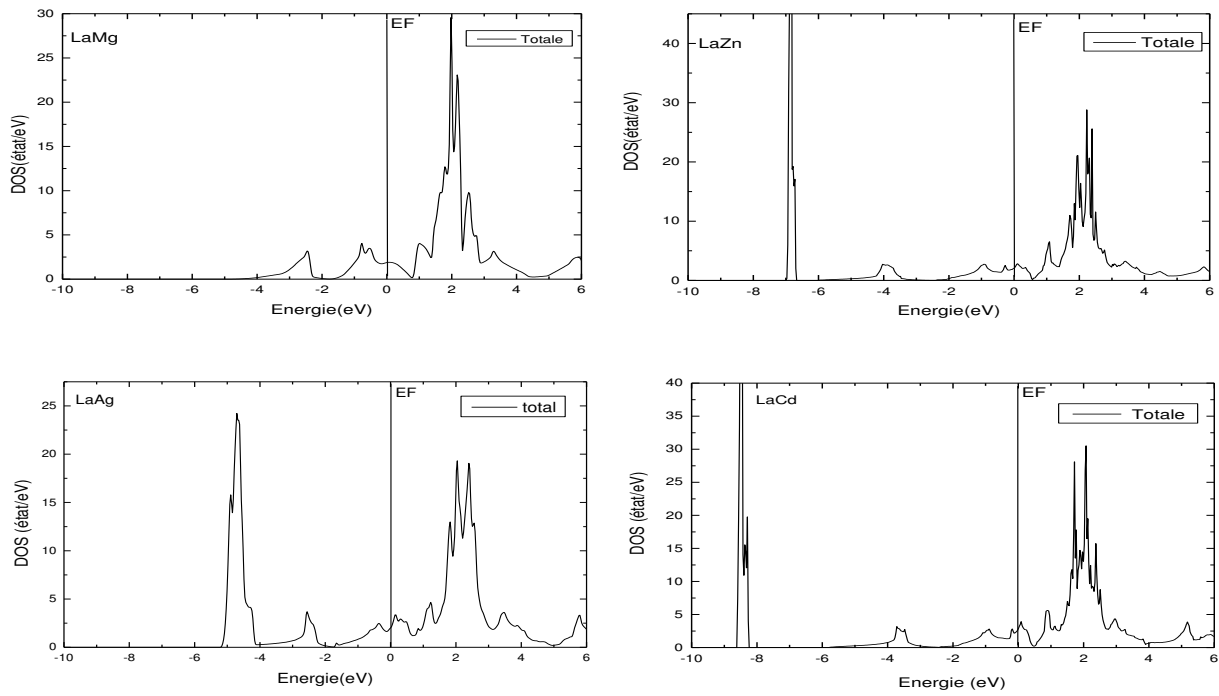 LaMg
EF
Totale
DOS(état/eV)
30
25
20
15
10
5
0
-10 -8 -6 -4 -2 0 2 4 6
Energie(eV)
LaZn
EF
Totale
DOS(état/eV)
40
30
20
10
0
-10 -8 -6 -4 -2 0 2 4 6
Energie(eV)
LaAg
EF
total
DOS (état/eV)
25
20
15
10
5
0
-10 -8 -6 -4 -2 0 2 4 6
Energie(eV)
LaCd
EF
Totale
DOS (état/eV)
40
35
30
25
20
15
10
5
0
-10 -8 -6 -4 -2 0 2 4 6
Energie (eV)